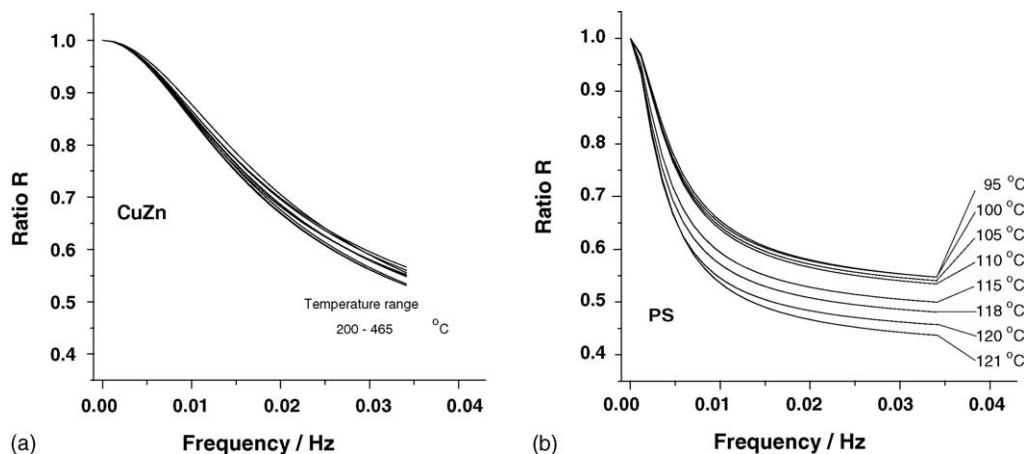 1.0
0.9
0.8
0.7
0.6
0.5
0.4
Ratio R
CuZn
Temperature range
200 - 465 °C
0.00 0.01 0.02 0.03 0.04
Frequency / Hz
(a)
1.0
0.9
0.8
0.7
0.6
0.5
0.4
Ratio R
PS
95 °C
100 °C
105 °C
110 °C
115 °C
118 °C
120 °C
121 °C
0.00 0.01 0.02 0.03 0.04
Frequency / Hz
(b)